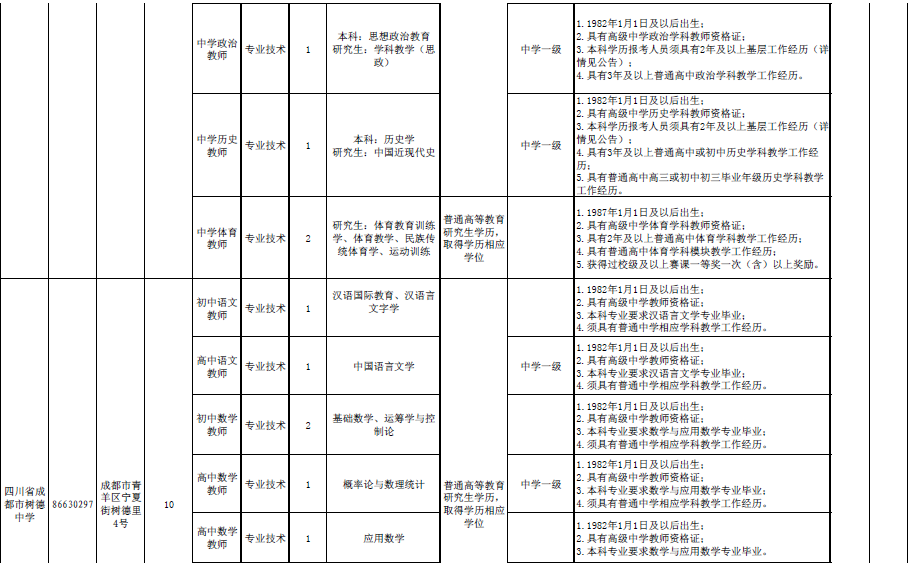 中学政治
教师
专业技术
1
本科：思想政治教育
研究生：学科教学（思
政）
中学一级
1.1982年1月1日及以后出生；
2.具有高级中学政治学科教师资格证；
3.本科学历报考人员须具有2年及以上基层工作经历（详
情见公告）；
4.具有3年及以上普通高中政治学科教学工作经历。
中学历史
教师
专业技术
1
本科：历史学
研究生：中国近现代史
中学一级
1.1982年1月1日及以后出生；
2.具有高级中学历史学科教师资格证；
3.本科学历报考人员须具有2年及以上基层工作经历（详
情见公告）；
4.具有3年及以上普通高中或初中历史学科教学工作经
历；
5.具有普通高中高三或初中初三毕业年级历史学科教学
工作经历。
中学体育
教师
专业技术
2
研究生：体育教育训练
学、体育教学、民族传
统体育学、运动训练
普通高等教育
研究生学历，
取得学历相应
学位
1.1987年1月1日及以后出生；
2.具有高级中学体育学科教师资格证；
3.具有2年及以上普通高中体育学科教学工作经历；
4.具有普通高中体育学科模块教学工作经历；
5.获得过校级及以上赛课一等奖一次（含）以上奖励。
四川省成
都市树德
中学
86630297
成都市青
羊区宁夏
街树德里
4号
10
初中语文
教师
专业技术
1
汉语国际教育、汉语言
文字学
1.1982年1月1日及以后出生；
2.具有高级中学教师资格证；
3.本科专业要求汉语言文学专业毕业；
4.须具有普通中学相应学科教学工作经历。
高中语文
教师
专业技术
1
中国语言文学
中学一级
1.1982年1月1日及以后出生；
2.具有高级中学教师资格证；
3.本科专业要求汉语言文学专业毕业；
4.须具有普通中学相应学科教学工作经历。
初中数学
教师
专业技术
2
基础数学、运筹学与控
制论
1.1982年1月1日及以后出生；
2.具有高级中学教师资格证；
3.本科专业要求数学与应用数学专业毕业；
4.须具有普通中学相应学科教学工作经历。
高中数学
教师
专业技术
1
概率论与数理统计
普通高等教育
研究生学历，
取得学历相应
学位
中学一级
1.1982年1月1日及以后出生；
2.具有高级中学教师资格证；
3.本科专业要求数学与应用数学专业毕业；
4.须具有普通中学相应学科教学工作经历。
高中数学
教师
专业技术
1
应用数学
1.1982年1月1日及以后出生；
2.具有高级中学教师资格证；
3.本科专业要求数学与应用数学专业毕业。